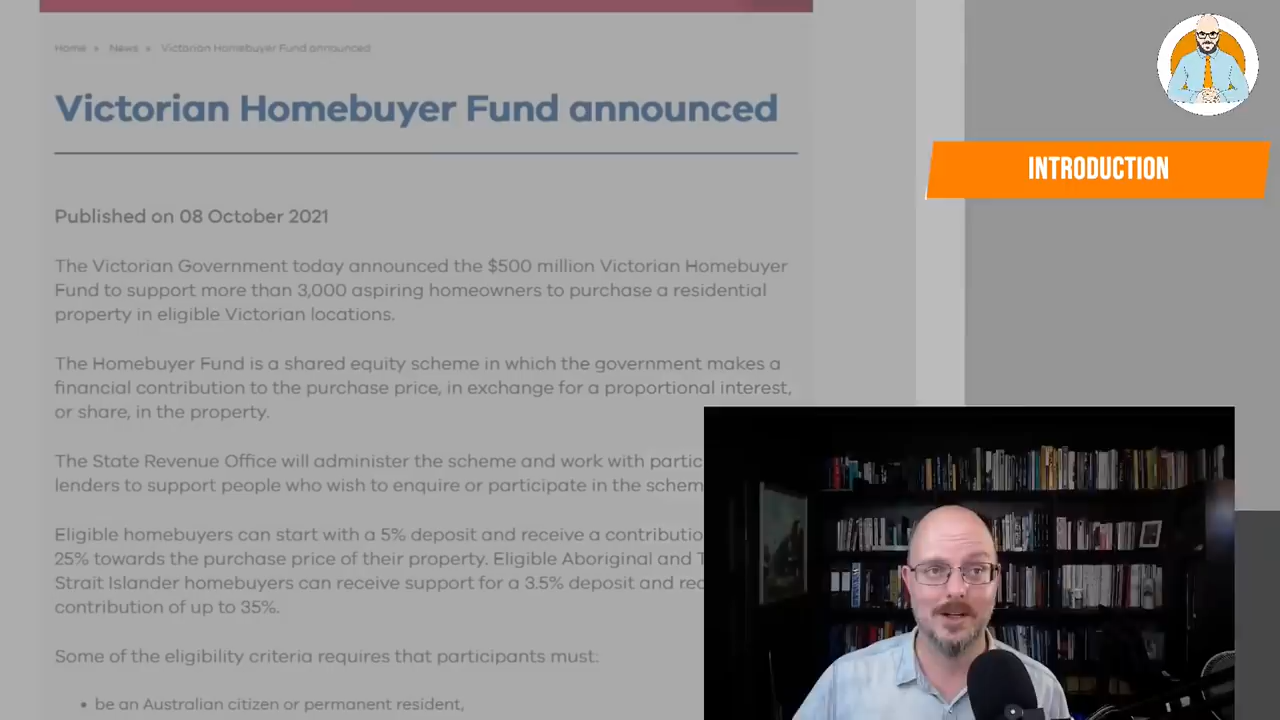 Home • News • Victorian Homebuyer Fund announced
Victorian Homebuyer Fund announced
INTRODUCTION
Published on 08 October 2021
The Victorian Government today announced the $500 million Victorian Homebuyer
Fund to support more than 3,000 aspiring homeowners to purchase a residential
property in eligible Victorian locations.
The Homebuyer Fund is a shared equity scheme in which the government makes a
financial contribution to the purchase price, in exchange for a proportional interest,
or share, in the property.
The State Revenue Office will administer the scheme and work with
lenders to support people who wish to enquire or participate in the
Eligible homebuyers can start with a 5% deposit and receive a
25% towards the purchase price of their property. Eligible Aboriginal and
Strait Islander homebuyers can receive support for a 3.5% deposit and
contribution of up to 35%.
Some of the eligibility criteria requires that participants must:
• be an Australian citizen or permanent resident,